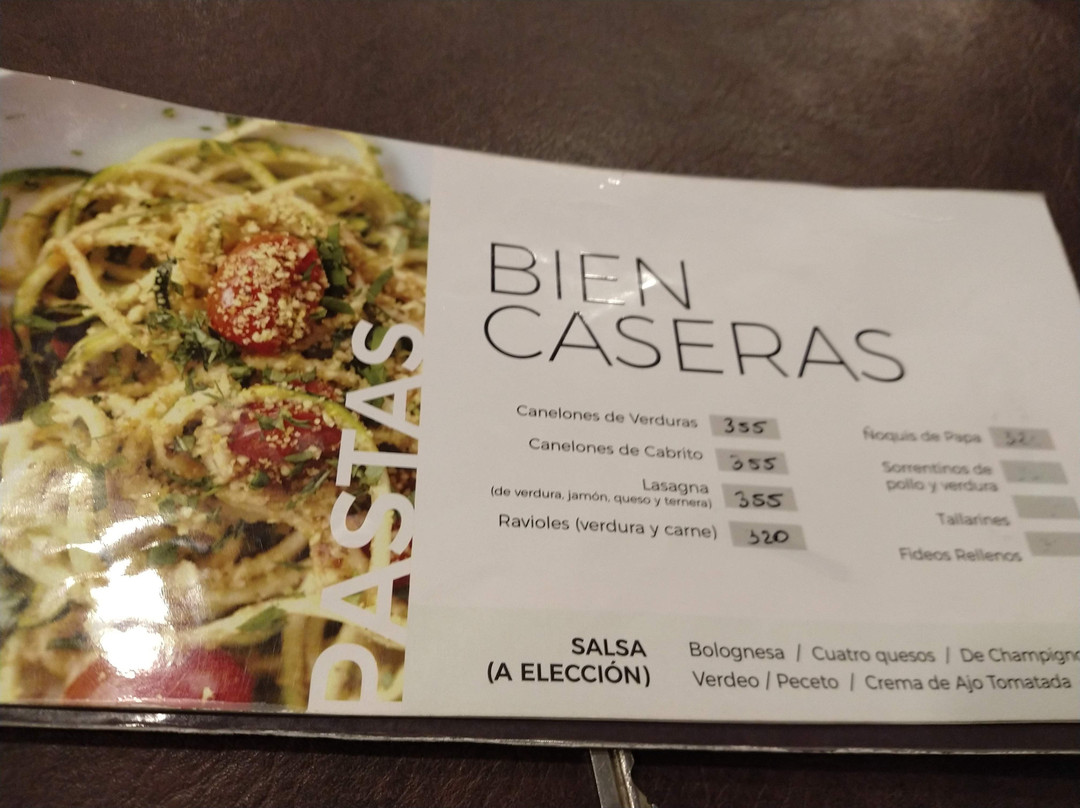 PASTAS
BIEN
CASERAS
Canelones de Verduras 355
Canelones de Cabrito 355
Lasagna
(de verdura, jamón, queso y ternera) 355
Ravioles (verdura y carne) 320
Ñoquis de Papa
Sorrentinos de
pollo y verdura
Tallarines
Fideos Rellenos
SALSA
(A ELECCIÓN)
Bolognesa / Cuatro quesos / De Champigno
Verdeo / Peceto / Crema de Ajo Tomatada